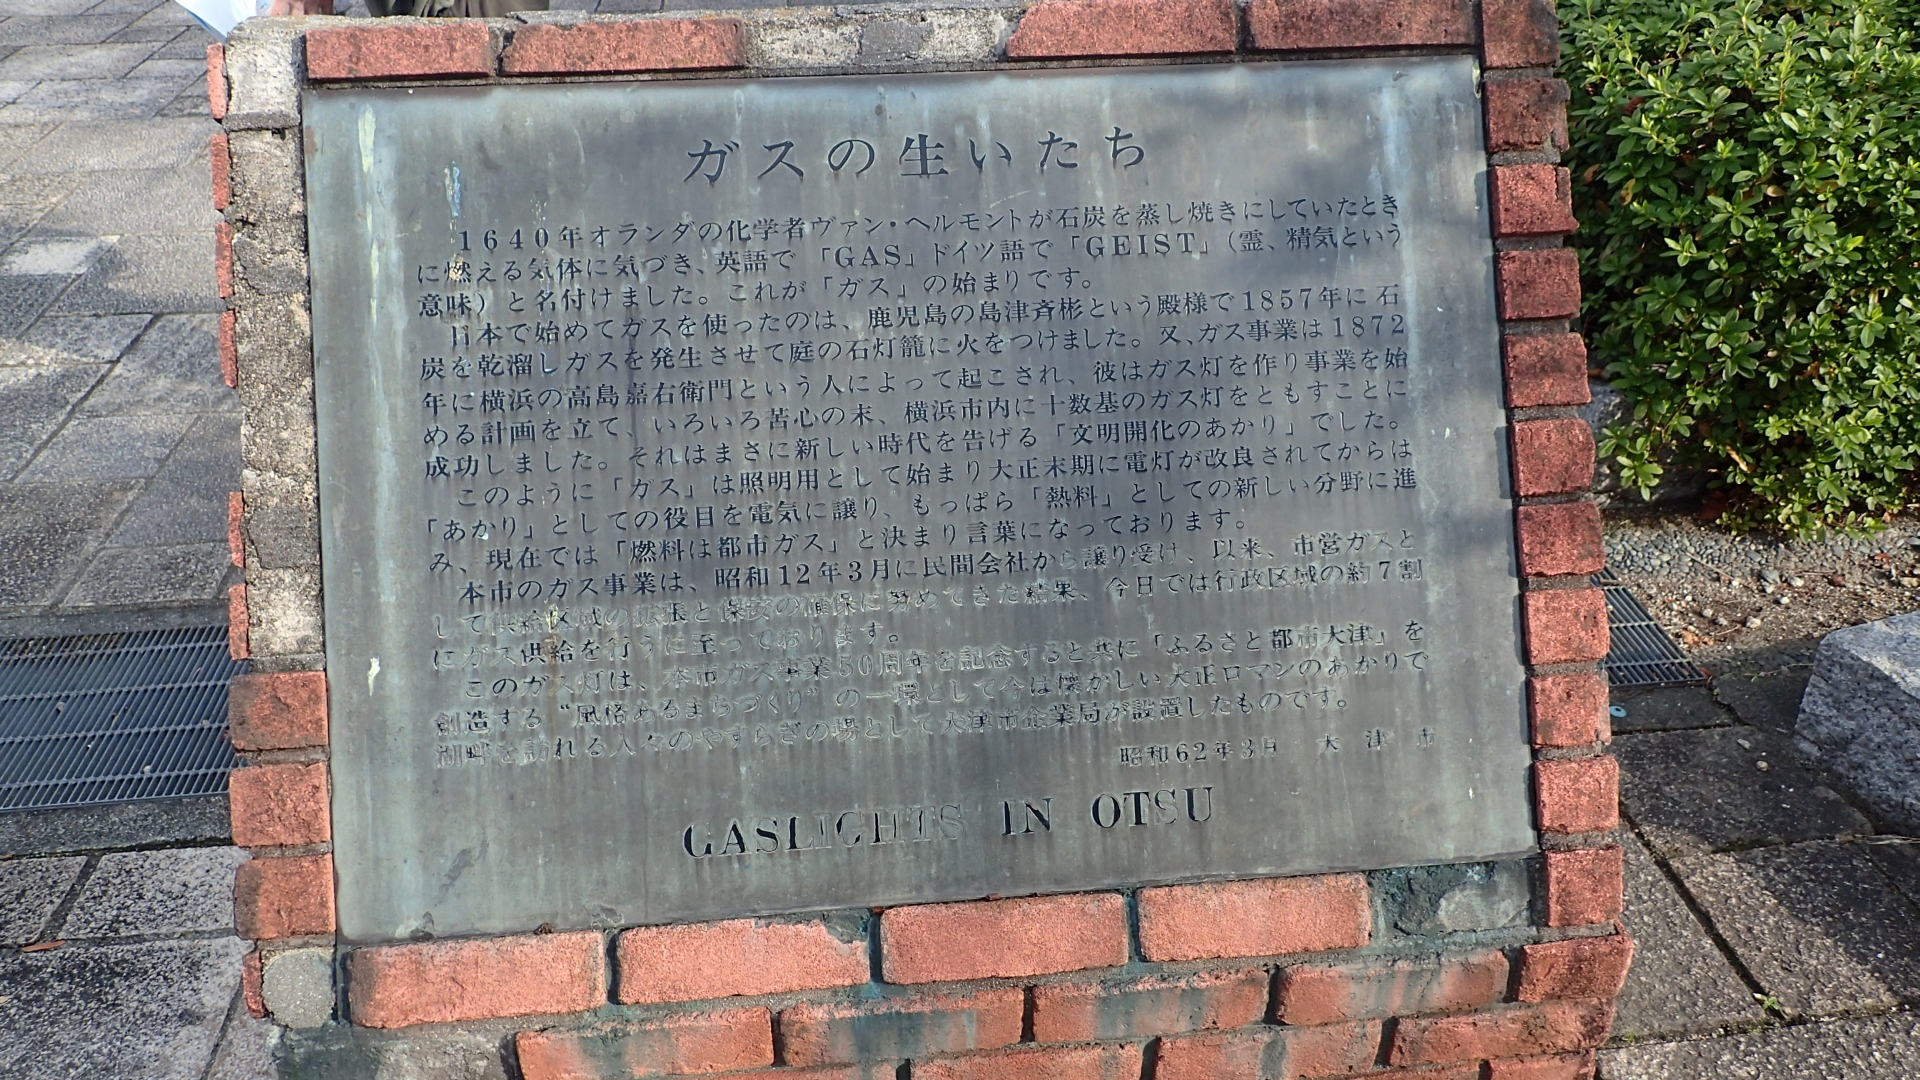 ガスの生いたち
1640年オランダの化学者ヴァン・ヘルモントが石炭を蒸し焼きにしていたとき
に燃える気体に気づき、英語で「GAS」ドイツ語で「GEIST」（霊、精気という
意味）と名付けました。これが「ガス」の始まりです。
日本で始めてガスを使ったのは、鹿児島の島津斉彬という殿様で1857年に石
炭を乾溜しガスを発生させて庭の石灯籠に火をつけました。又、ガス事業は1872
年に横浜の高島嘉右衛門という人によって起こされ、彼はガス灯を作り事業を始
める計画を立て、いろいろ苦心の末、横浜市内に十数基のガス灯をともすことに
成功しました。それはまさに新しい時代を告げる「文明開化のあかり」でした。
このように「ガス」は照明用として始まり大正末期に電灯が改良されてからは
「あかり」としての役目を電気に譲り、もっぱら「熱料」としての新しい分野に進
み、現在では「燃料は都市ガス」と決まり言葉になっております。
本市のガス事業は、昭和12年3月に民間会社から譲り受け、以来、市営ガスと
して供給区域の拡張と保安の確保に努めてきた結果、今日では行政区域の約7割
にガス供給を行うに至っております。
このガス灯は、本市ガス事業50周年を記念すると共に「ふるさと都市大津」を
創造する“風格あるまちづくり”の一環として今は懐かしい大正ロマンのあかりで
湖畔を訪れる人々のやすらぎの場として大津市企業局が設置したものです。
昭和62年3月 大津市
GASLIGHTS IN OTSU